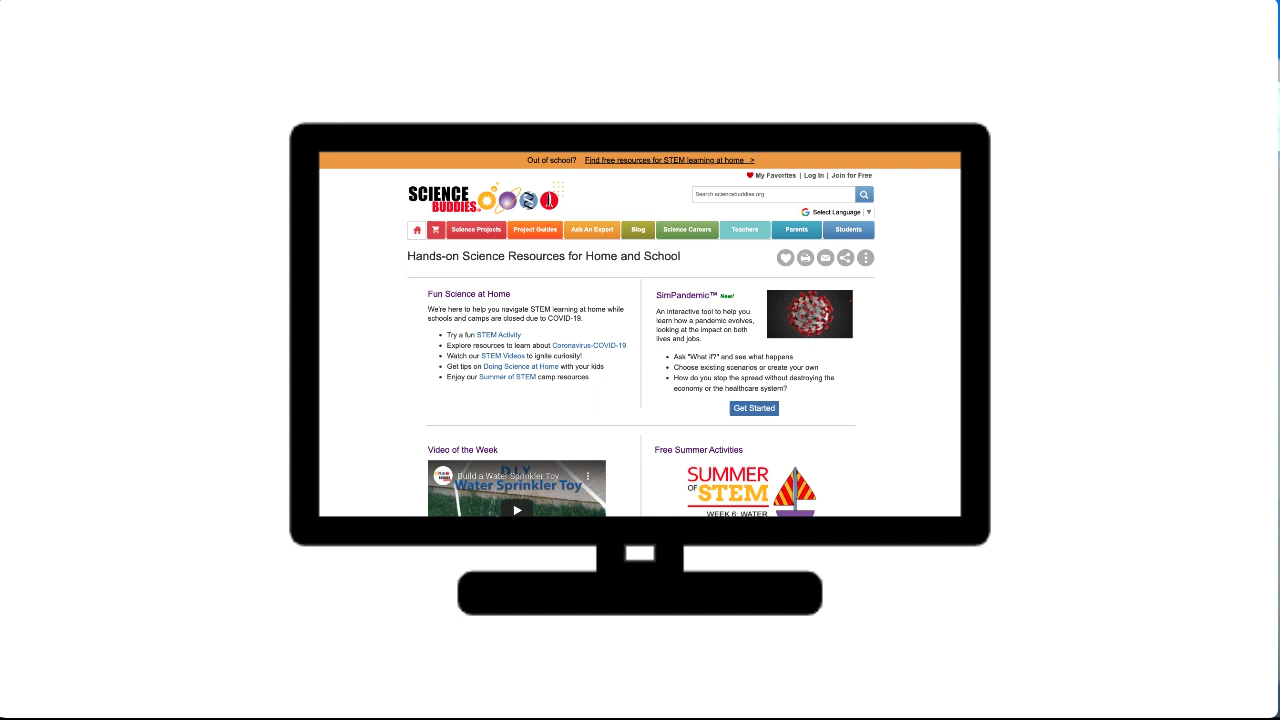 Out of school? Find free resources for STEM learning at home >
My Favorites | Log In | Join for Free
SCIENCE
BUDDIES
Search sciencebuddies.org
Select Language ▼
Science Projects Project Guides Ask An Expert Blog Science Careers Teachers Parents Students
Hands-on Science Resources for Home and School
Fun Science at Home
We're here to help you navigate STEM learning at home while
schools and camps are closed due to COVID-19.
• Try a fun STEM Activity
• Explore resources to learn about Coronavirus-COVID-19
• Watch our STEM Videos to ignite curiosity!
• Get tips on Doing Science at Home with your kids
• Enjoy our Summer of STEM camp resources
SimPandemic™ New!
An interactive tool to help you
learn how a pandemic evolves,
looking at the impact on both
lives and jobs.
• Ask "What if?" and see what happens
• Choose existing scenarios or create your own
• How do you stop the spread without destroying the
economy or the healthcare system?
Get Started
Video of the Week
Build a Water Sprinkler Toy
D.I.Y.
Water Sprinkler Toy
Free Summer Activities
SUMMER
OF STEM
WEEK 6: WATER